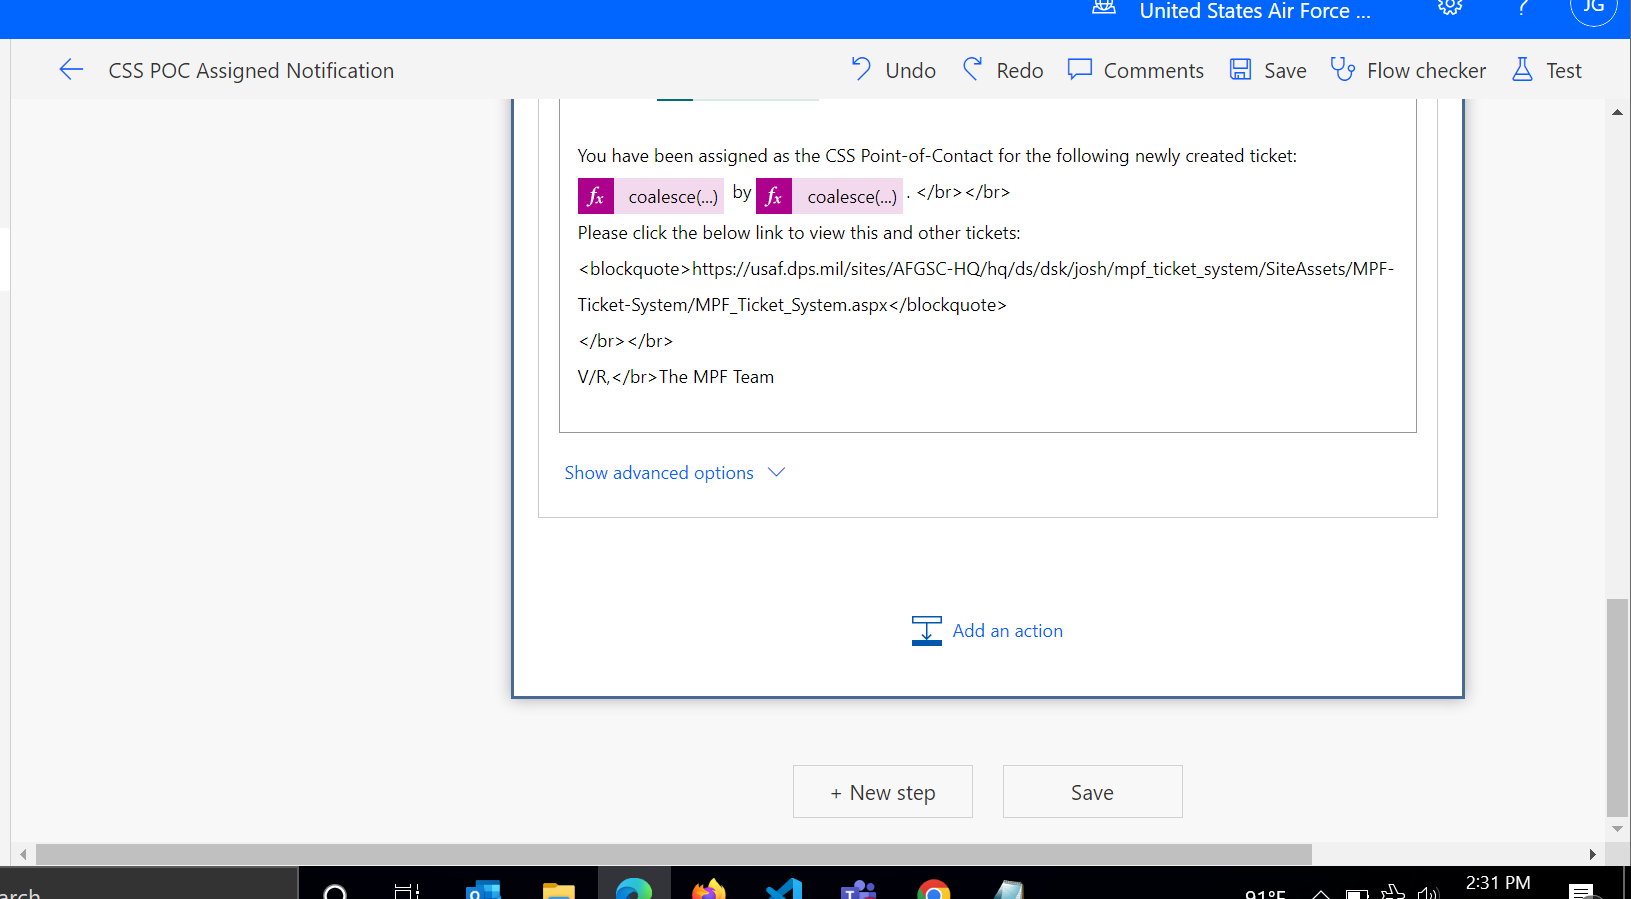 United States Air Force ...
?
JG
CSS POC Assigned Notification
Undo
Redo
Comments
Save
Flow checker
Test
You have been assigned as the CSS Point-of-Contact for the following newly created ticket:
fx coalesce(...) by fx coalesce(...) . </br></br>
Please click the below link to view this and other tickets:
<blockquote>https://usaf.dps.mil/sites/AFGSC-HQ/hq/ds/dsk/josh/mpf_ticket_system/SiteAssets/MPF-
Ticket-System/MPF_Ticket_System.aspx</blockquote>
</br></br>
V/R,</br>The MPF Team
Show advanced options
Add an action
+ New step
Save
arch
91°F
2:31 PM